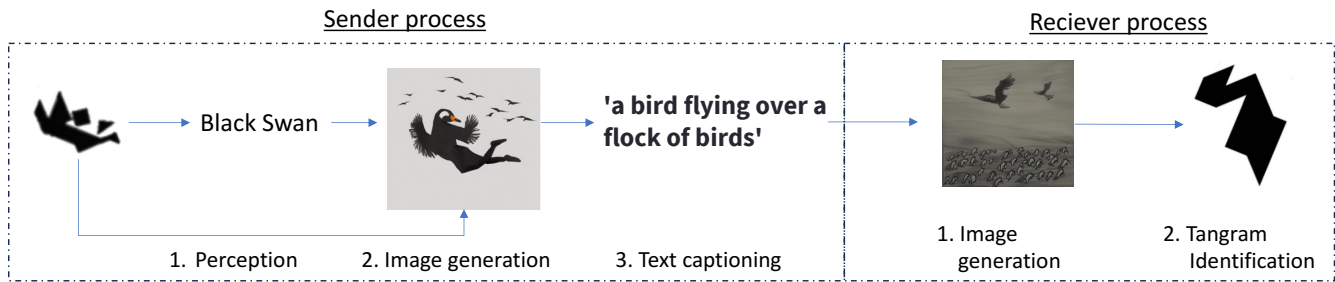 Sender process
Reciever process
Black Swan
'a bird flying over a
flock of birds'
1. Perception
2. Image generation
3. Text captioning
1. Image
generation
2. Tangram
Identification